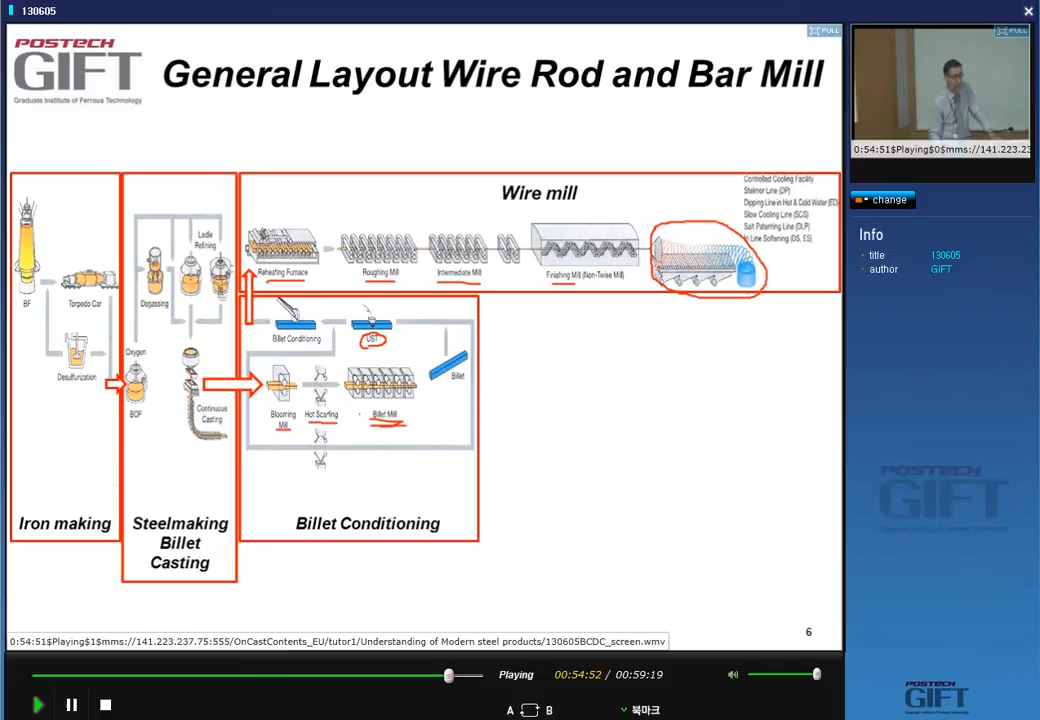 130605
FULL
POSTECH
GIFT
Graduate Institute of Ferrous Technology
General Layout Wire Rod and Bar Mill
FULL
0:54:51$Playing$0$mms://141.223.23
change
Info
title 130605
author GIFT
Wire mill
Controlled Cooling Facility
Stelmor Line (DP)
Dipping Line in Hot & Cold Water (ED)
Slow Cooling Line (SCS)
Salt Patenting Line (DLP)
In Line Softening (DS, ES)
Ladle
Refining
Reheating Furnace
Roughing Mill
Intermediate Mill
Finishing Mill (Non-Twise Mill)
BF
Torpedo Car
Degassing
Billet Conditioning
UST
Desulfurization
Oxygen
BOF
Continuous
Casting
Blooming
Mill
Hot Scarfing
Billet Mill
Billet
Iron making
Steelmaking
Billet
Casting
Billet Conditioning
6
0:54:51$Playing$1$mms://141.223.237.75:555/OnCastContents_EU/tutor1/Understanding of Modern steel products/130605BCDC_screen.wmv
POSTECH
GIFT
Playing 00:54:52 / 00:59:19
A B 북마크
POSTECH
GIFT